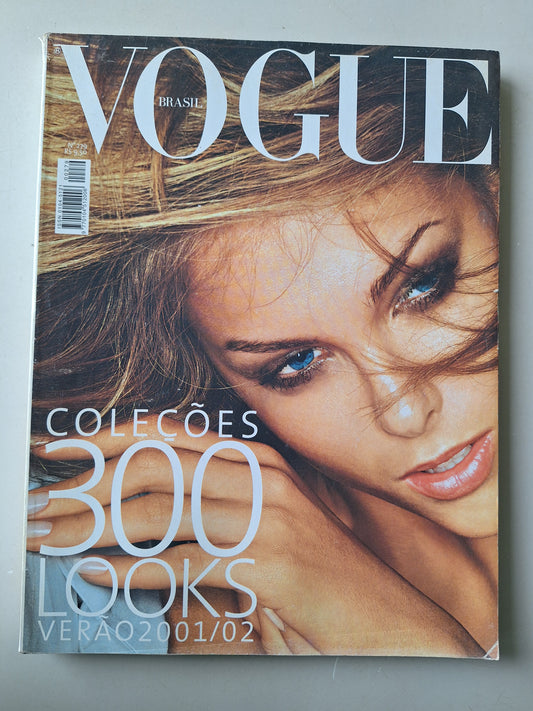 VOGUE
BRASIL
COLEÇÕES
300
LOOKS
VERÃO2001/02